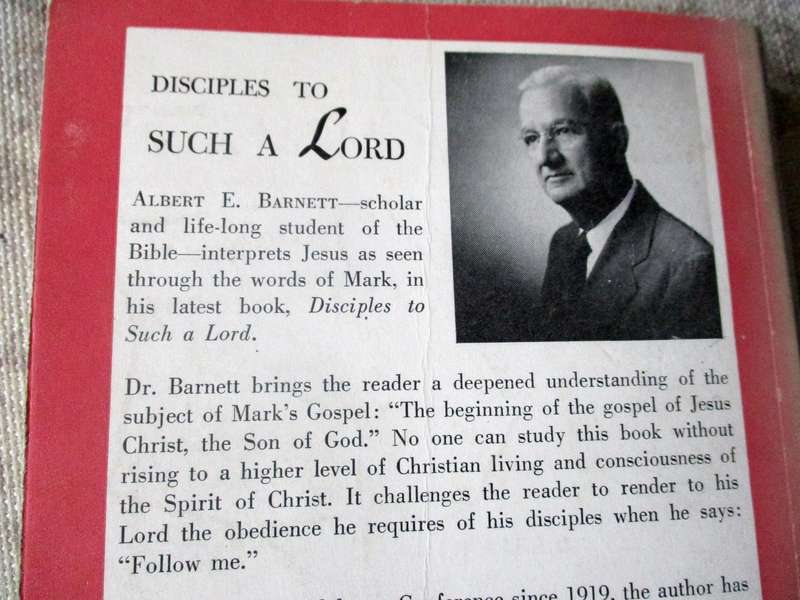 DISCIPLES TO
SUCH A LORD
ALBERT E. BARNETT—scholar
and life-long student of the
Bible—interprets Jesus as seen
through the words of Mark, in
his latest book, Disciples to
Such a Lord.
Dr. Barnett brings the reader a deepened understanding of the
subject of Mark's Gospel: “The beginning of the gospel of Jesus
Christ, the Son of God.” No one can study this book without
rising to a higher level of Christian living and consciousness of
the Spirit of Christ. It challenges the reader to render to his
Lord the obedience he requires of his disciples when he says:
“Follow me.”
Conference since 1919, the author has